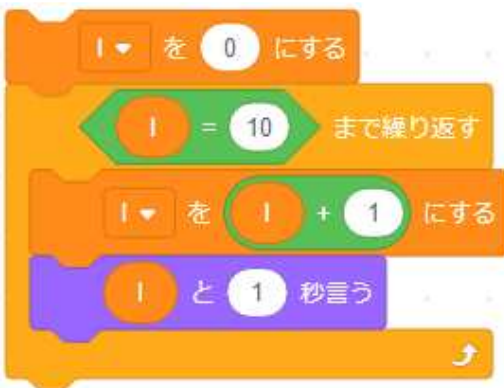 I を 0 にする
I = 10 まで繰り返す
I を I + 1 にする
I と 1 秒言う